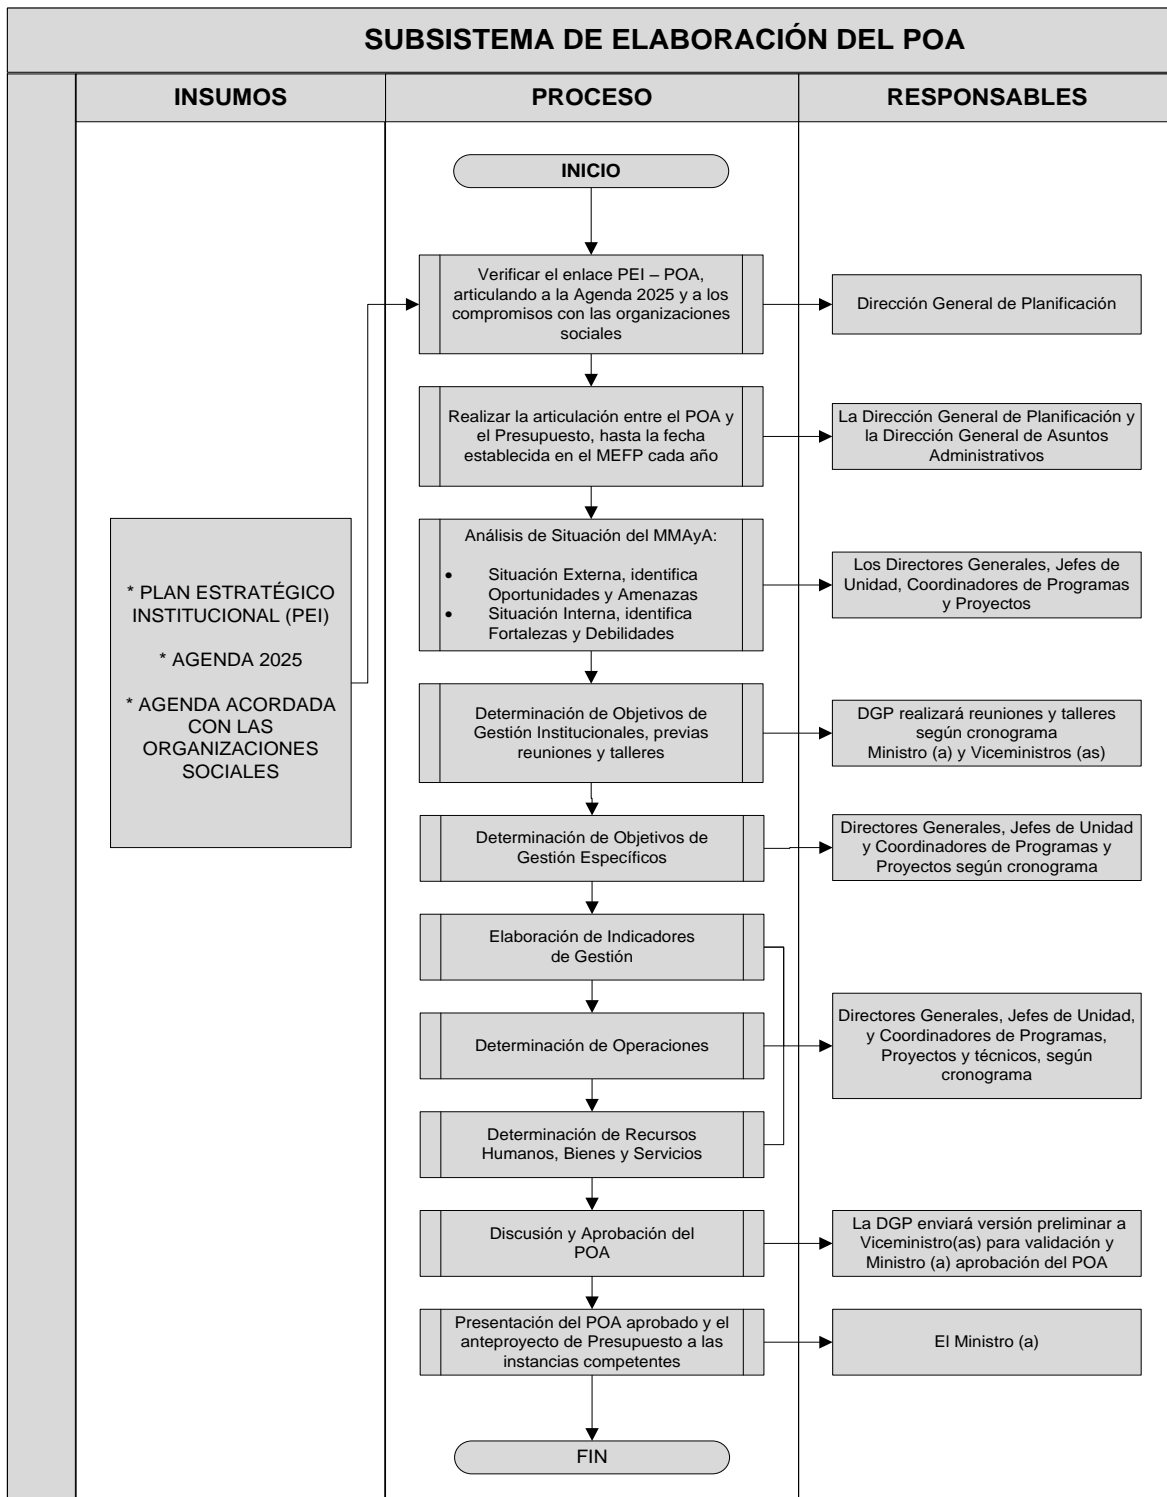 SUBSISTEMA DE ELABORACIÓN DEL POA
INSUMOS
PROCESO
RESPONSABLES
INICIO
Verificar el enlace PEI – POA,
articulando a la Agenda 2025 y a los
compromisos con las organizaciones
sociales
Dirección General de Planificación
Realizar la articulación entre el POA y
el Presupuesto, hasta la fecha
establecida en el MEFP cada año
La Dirección General de Planificación y
la Dirección General de Asuntos
Administrativos
* PLAN ESTRATÉGICO
INSTITUCIONAL (PEI)
* AGENDA 2025
* AGENDA ACORDADA
CON LAS
ORGANIZACIONES
SOCIALES
Análisis de Situación del MMAyA:
• Situación Externa, identifica
Oportunidades y Amenazas
• Situación Interna, identifica
Fortalezas y Debilidades
Los Directores Generales, Jefes de
Unidad, Coordinadores de Programas
y Proyectos
Determinación de Objetivos de
Gestión Institucionales, previas
reuniones y talleres
DGP realizará reuniones y talleres
según cronograma
Ministro (a) y Viceministros (as)
Determinación de Objetivos de
Gestión Específicos
Directores Generales, Jefes de Unidad
y Coordinadores de Programas y
Proyectos según cronograma
Elaboración de Indicadores
de Gestión
Determinación de Operaciones
Directores Generales, Jefes de Unidad,
y Coordinadores de Programas,
Proyectos y técnicos, según
cronograma
Determinación de Recursos
Humanos, Bienes y Servicios
Discusión y Aprobación del
POA
La DGP enviará versión preliminar a
Viceministro(as) para validación y
Ministro (a) aprobación del POA
Presentación del POA aprobado y el
anteproyecto de Presupuesto a las
instancias competentes
El Ministro (a)
FIN